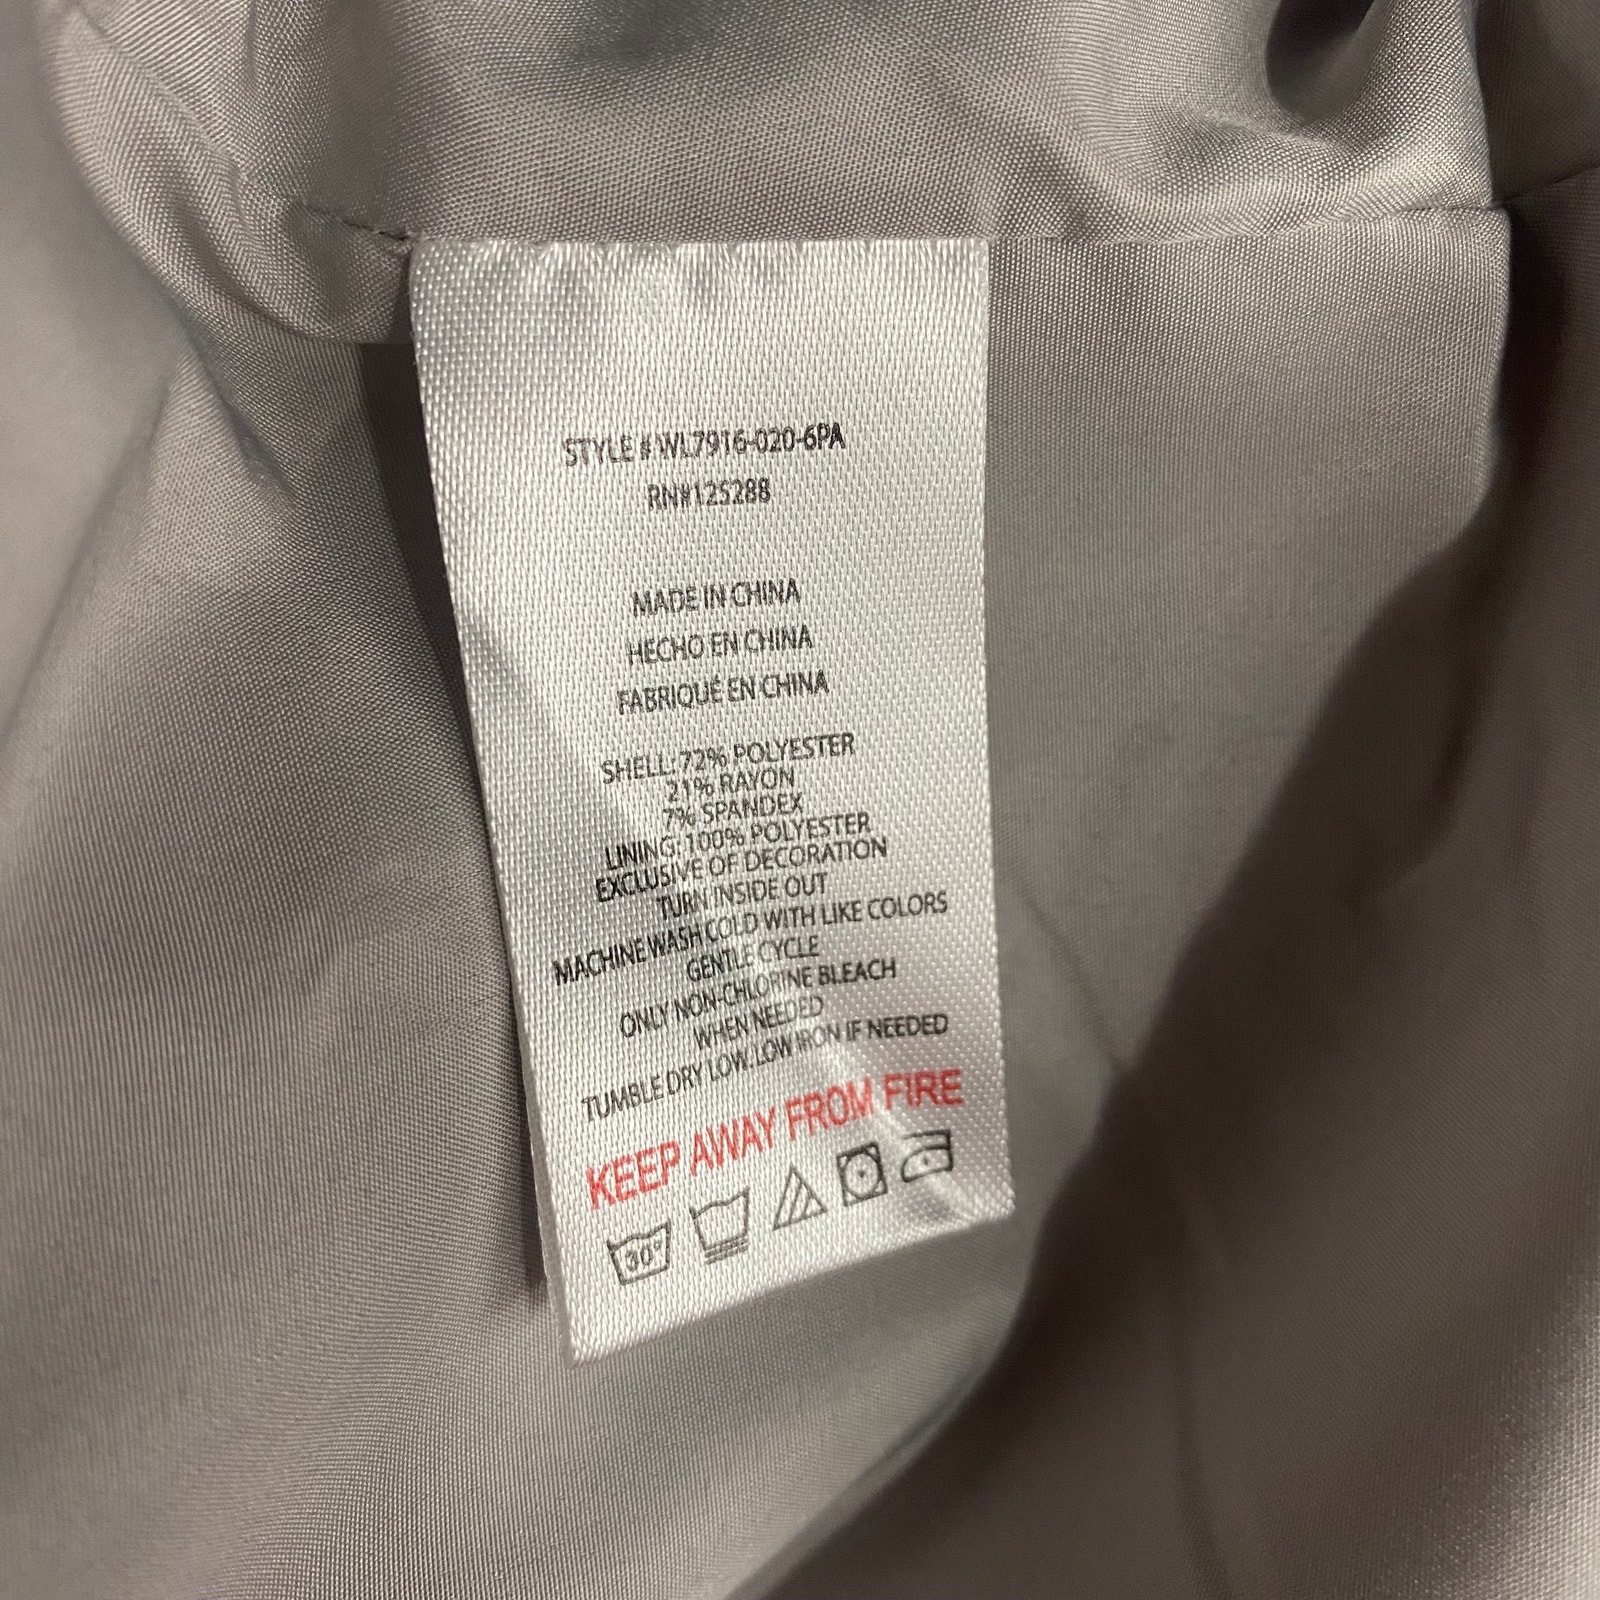 STYLE # WL7916-020-6PA
RN#125288
MADE IN CHINA
HECHO EN CHINA
FABRIQUÉ EN CHINA
SHELL: 72% POLYESTER
21% RAYON
7% SPANDEX
LINING: 100% POLYESTER
EXCLUSIVE OF DECORATION
TURN INSIDE OUT
MACHINE WASH COLD WITH LIKE COLORS
GENTLE CYCLE
ONLY NON-CHLORINE BLEACH
WHEN NEEDED
TUMBLE DRY LOW. LOW IRON IF NEEDED
KEEP AWAY FROM FIRE
30°